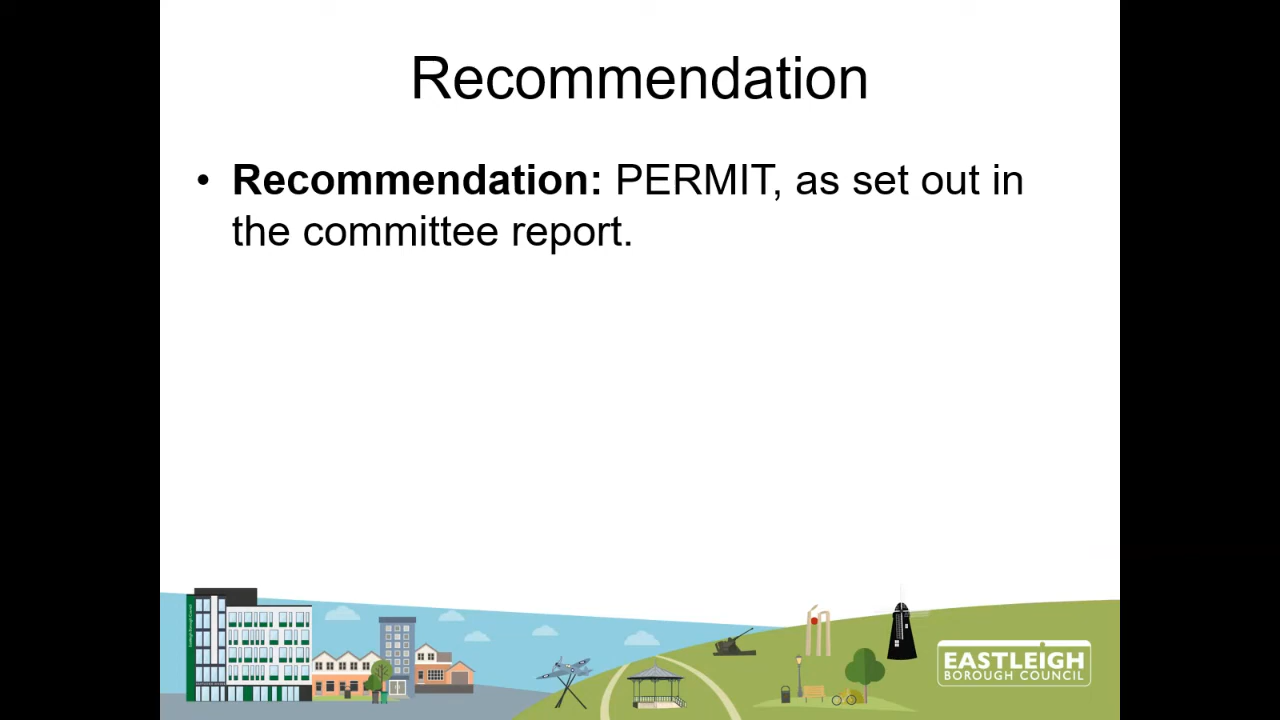 Recommendation
• Recommendation: PERMIT, as set out in
the committee report.
EASTLEIGH
BOROUGH COUNCIL